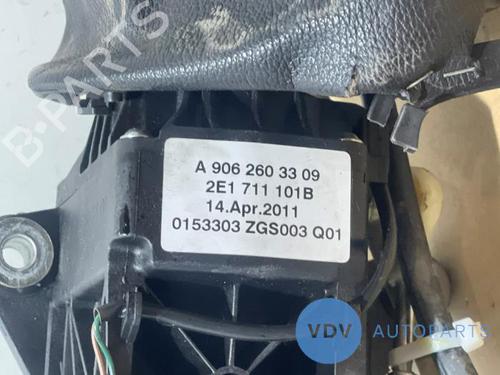 B-PARTS
A 906 260 33 09
2E1 711 101B
14.Apr.2011
0153303 ZGS003 Q01
VDV AUTOPARTS